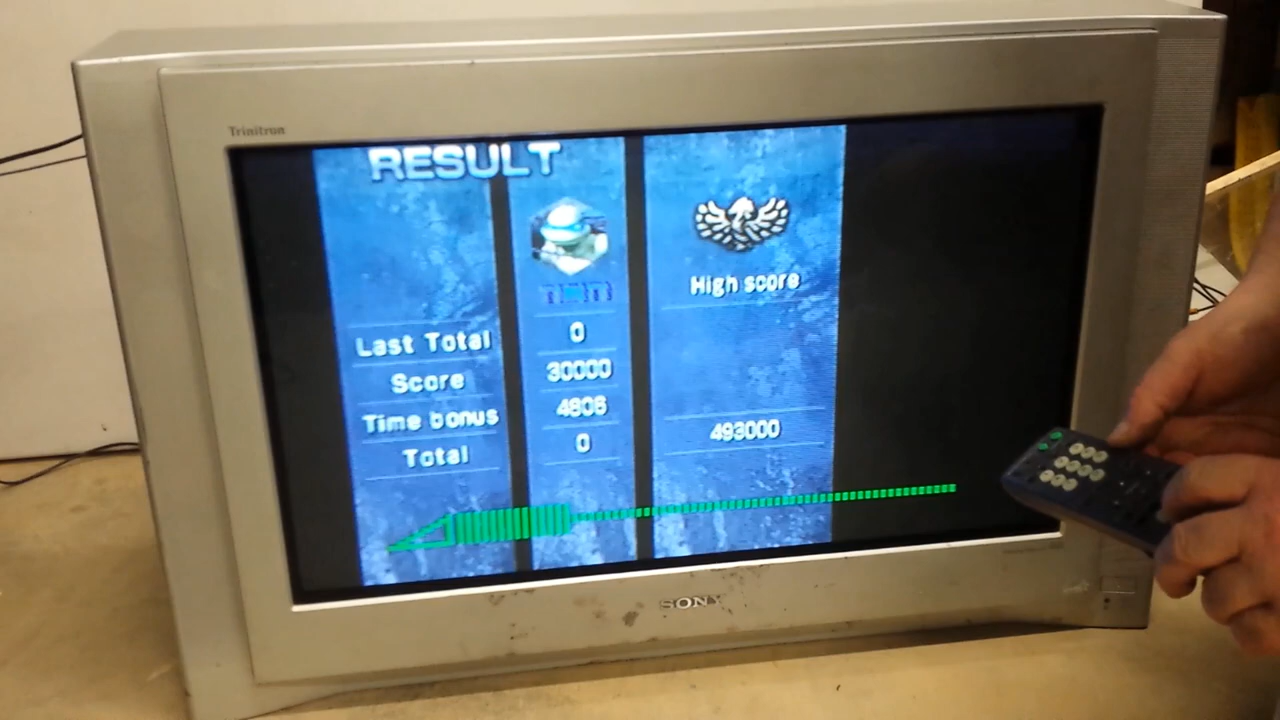 Trinitron
RESULT
High score
Last Total 0
Score 30000
Time bonus 4806
Total 0 493000
SONY